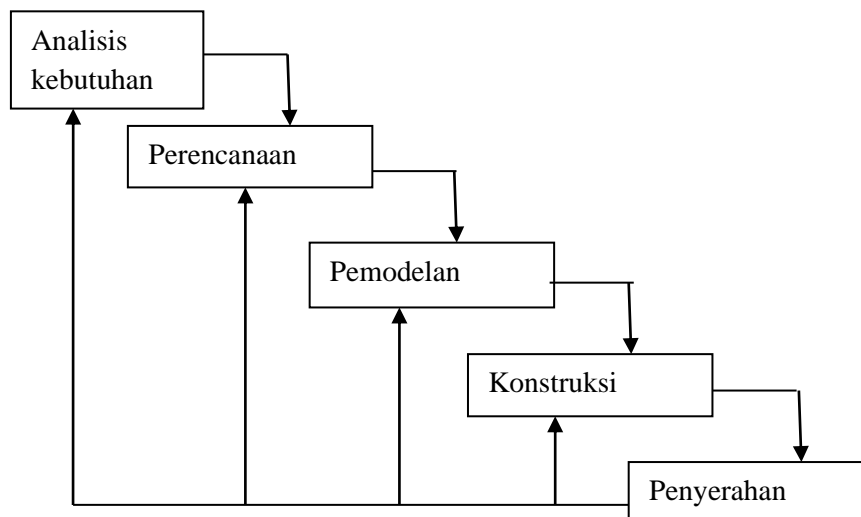 Analisis
kebutuhan
Perencanaan
Pemodelan
Konstruksi
Penyerahan